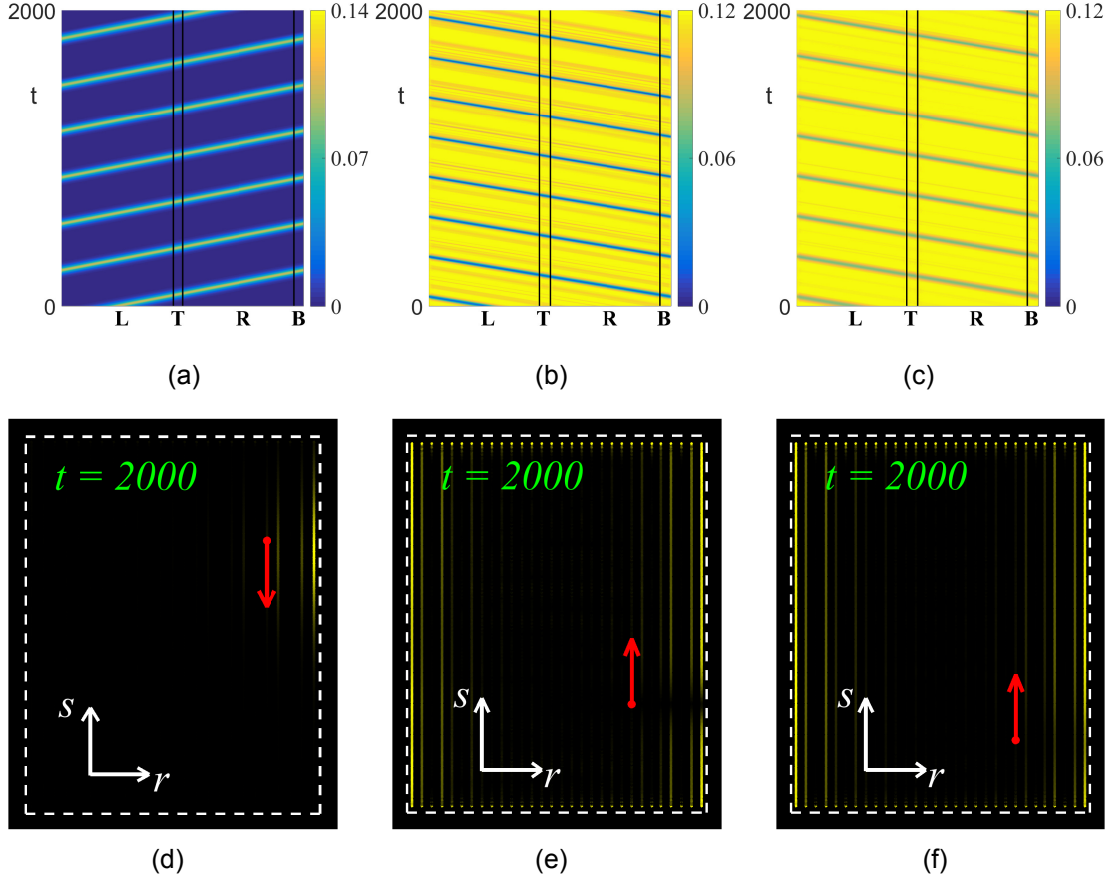 2000 0.14 2000 0.12 2000 0.12
t 0.07 t 0.06 t 0.06
0 0 0 0 0 0
L T R B L T R B L T R B
(a) (b) (c)
t = 2000 t = 2000 t = 2000
s s s
r r r
(d) (e) (f)